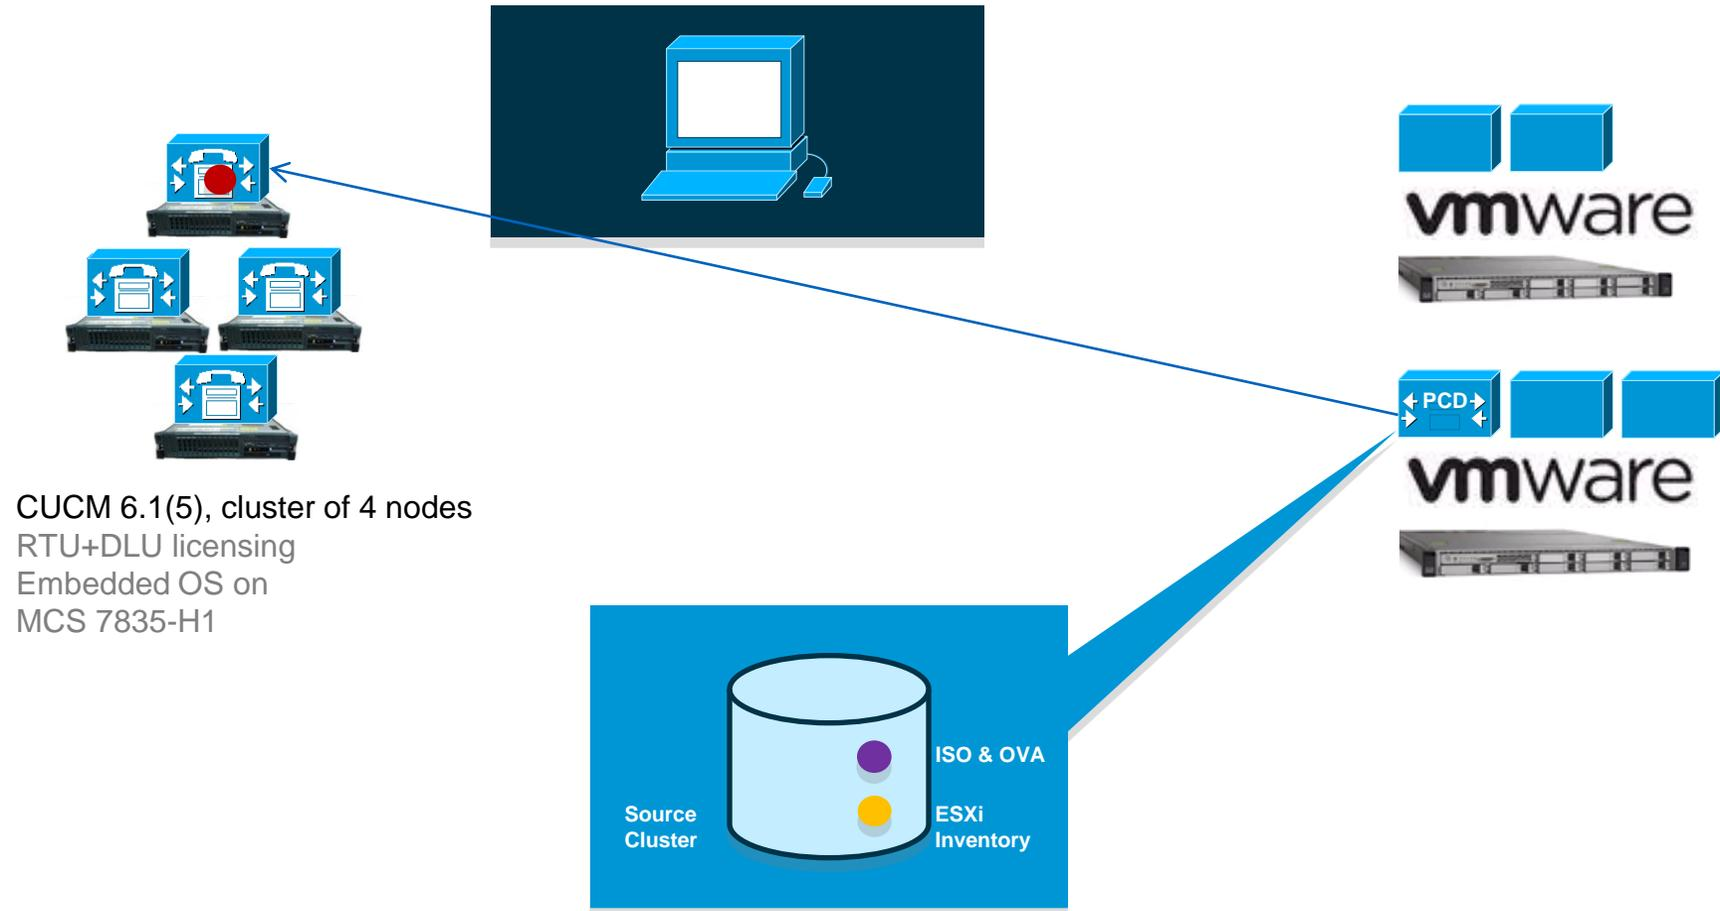 vmware
PCD
vmware
CUCM 6.1(5), cluster of 4 nodes
RTU+DLU licensing
Embedded OS on
MCS 7835-H1
ISO & OVA
Source
Cluster
ESXi
Inventory